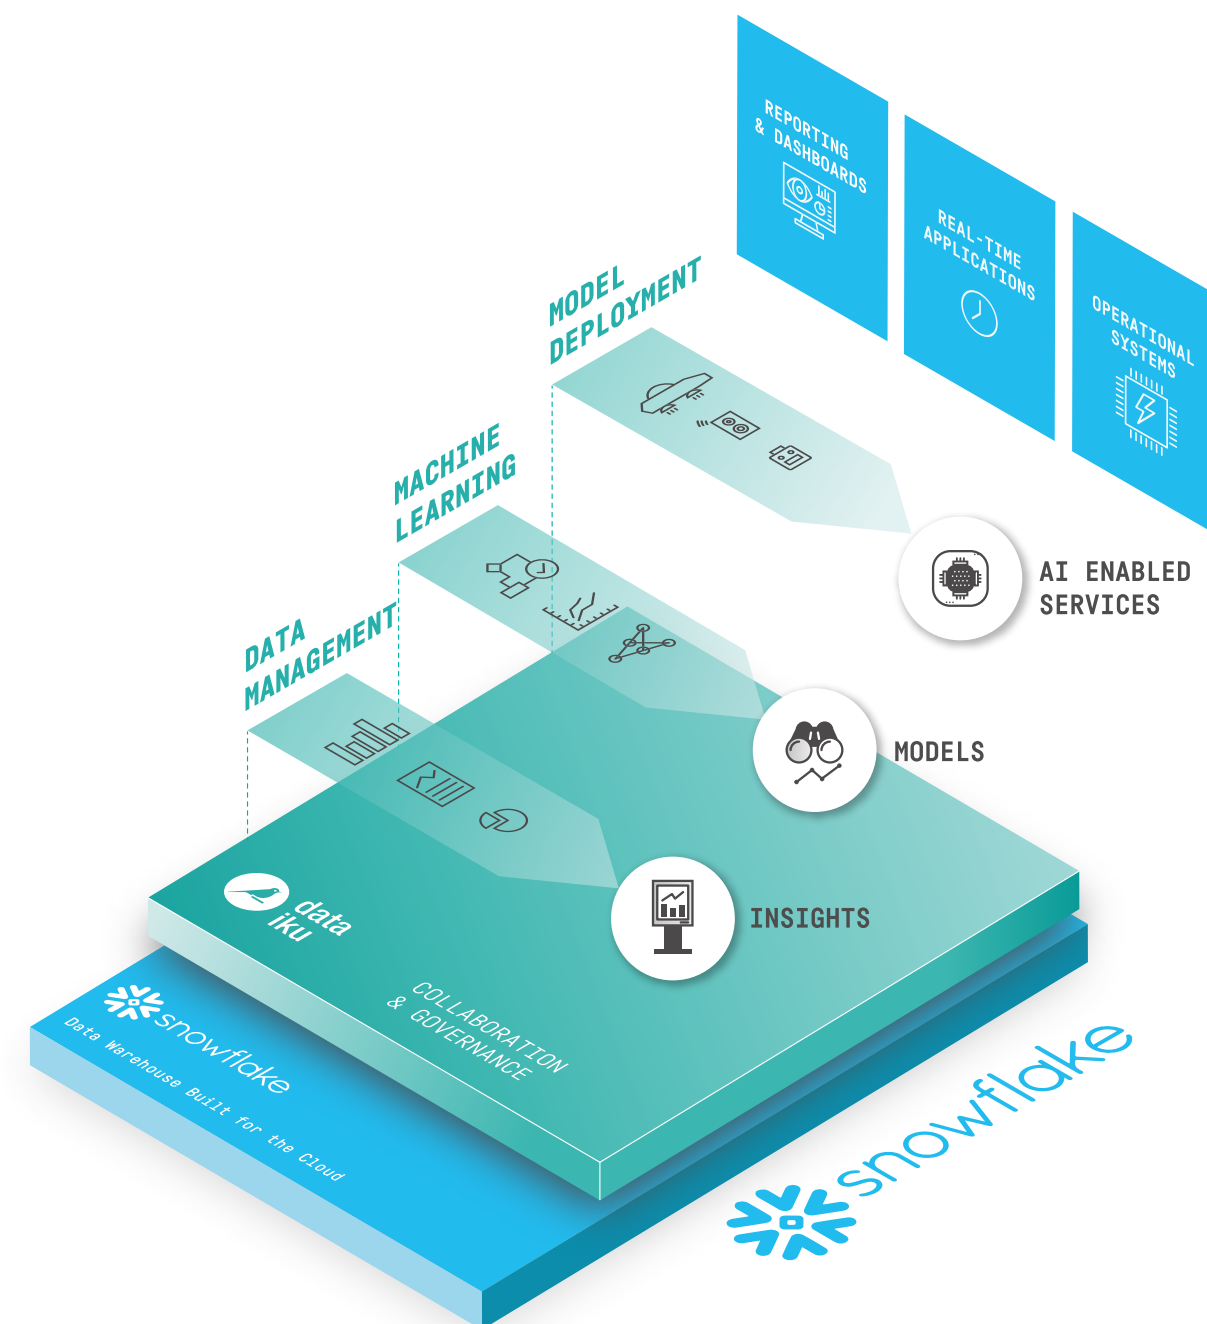 REPORTING
& DASHBOARDS
REAL-TIME
APPLICATIONS
OPERATIONAL
SYSTEMS
MODEL
DEPLOYMENT
MACHINE
LEARNING
DATA
MANAGEMENT
AI ENABLED
SERVICES
MODELS
INSIGHTS
data
iku
COLLABORATION
& GOVERNANCE
snowflake
Data Warehouse Built for the Cloud
snowflake